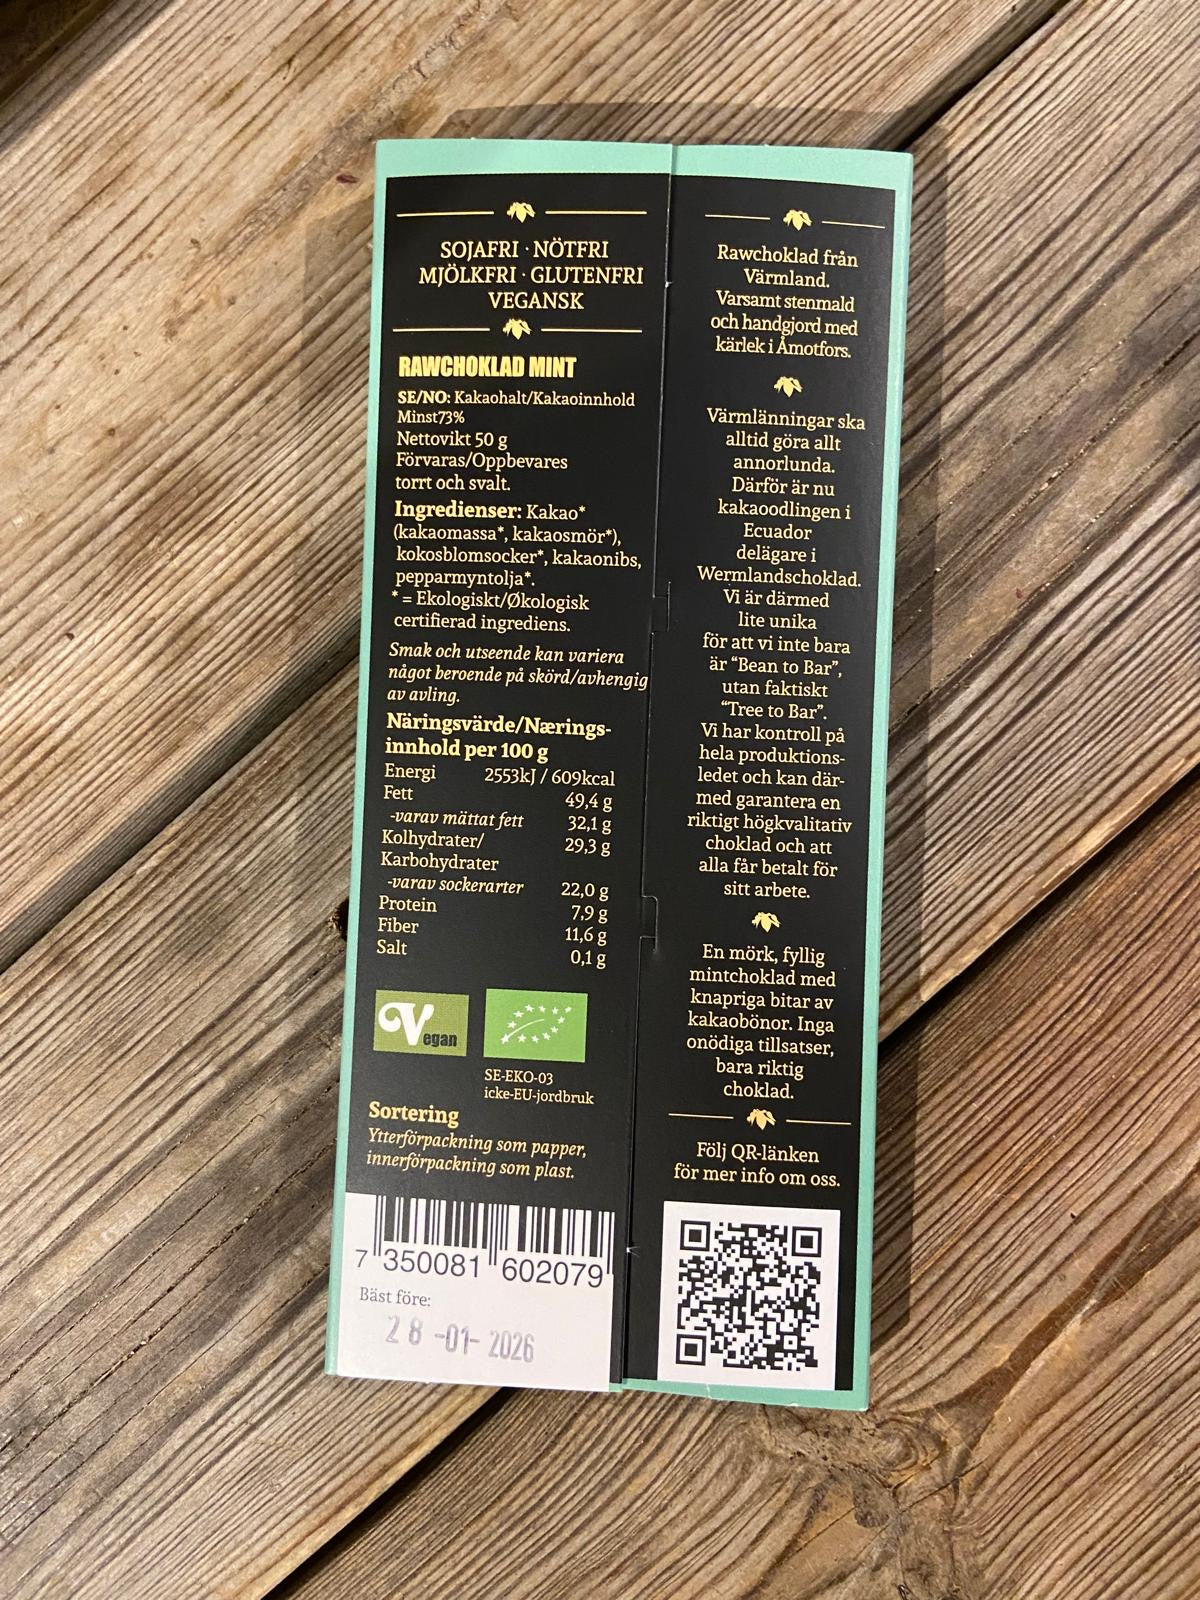 SOJAFRI · NÖTFRI
MJÖLKFRI · GLUTENFRI
VEGANSK
RAWCHOKLAD MINT
SE/NO: Kakaohalt/Kakaoinnhold
Minst73%
Nettovikt 50 g
Förvaras/Oppbevares
torrt och svalt.
Ingredienser: Kakao*
(kakaomassa*, kakaosmör*),
kokosblomsocker*, kakaonibs,
pepparmyntolja*.
* = Ekologiskt/Økologisk
certifierad ingrediens.
Smak och utseende kan variera
något beroende på skörd/avhengig
av avling.
Näringsvärde/Nærings-
innhold per 100 g
Energi 2553kJ / 609kcal
Fett 49,4 g
-varav mättat fett 32,1 g
Kolhydrater/ 29,3 g
Karbohydrater
-varav sockerarter 22,0 g
Protein 7,9 g
Fiber 11,6 g
Salt 0,1 g
Vegan
SE-EKO-03
icke-EU-jordbruk
Sortering
Ytterförpackning som papper,
innerförpackning som plast.
7 350081 602079
Bäst före:
28 -01- 2026
Rawchoklad från
Värmland.
Varsamt stenmald
och handgjord med
kärlek i Åmotfors.
Värmlänningar ska
alltid göra allt
annorlunda.
Därför är nu
kakaoodlingen i
Ecuador
delägare i
Wermlandschoklad.
Vi är därmed
lite unika
för att vi inte bara
är “Bean to Bar”,
utan faktiskt
“Tree to Bar”.
Vi har kontroll på
hela produktions-
ledet och kan där-
med garantera en
riktigt högkvalitativ
choklad och att
alla får betalt för
sitt arbete.
En mörk, fyllig
mintchoklad med
knapriga bitar av
kakaobönor. Inga
onödiga tillsatser,
bara riktig
choklad.
Följ QR-länken
för mer info om oss.